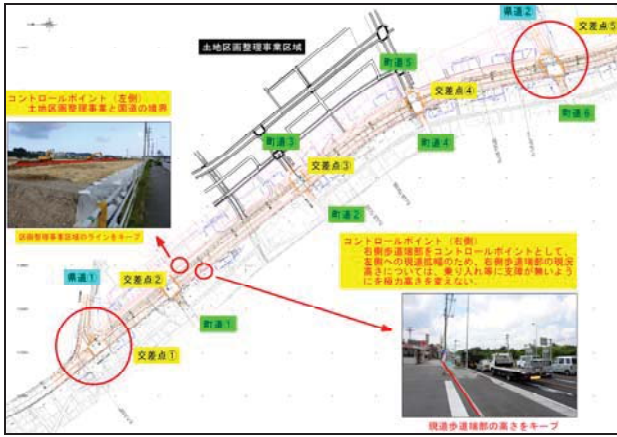 県道２
交差点⑤
土地区画整理事業区域
町道５
交差点④
町道６
コントロールポイント（左側）
土地区画整理事業と国道の境界
町道３
町道４
交差点③
町道２
区画整理事業区域のラインをキープ
コントロールポイント（右側）
右側歩道端部をコントロールポイントとして、
左側への現道拡幅のため、右側歩道端部の現況
高さについては、乗り入れ等に支障が無いよう
にを極力高さを変えない。
県道①
交差点２
町道１
交差点①
現道歩道端部の高さをキープ